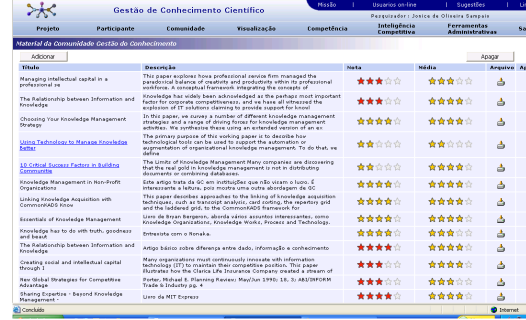 Missão | Usuarios on-line | Sugestões | Lin
Gestão de Conhecimento Científico
Pesquisador: Jonice de Oliveira Sampaio
Projeto Participante Comunidade Visualização Competência Inteligência Competitiva Ferramentas Administrativas Sa
Material da Comunidade Gestão de Conhecimento
Adicionar Apagar
Título Descrição Nota Média Arquivo Ap
Managing intellectual capital in a professional se
This paper explores howa professional service firm managed the
paradoxical balance of creativity and productivity within its professional
workforce. A conceptual framework integrating the concepts of
The Relationship between Information and Knowledge
Knowledge has widely been acknowledged as the perhaps most important
factor for corporate competitiveness, and we have all witnessed the
explosion of IT solutions claiming to provide support for knowl
Choosing Your Knowledge Management Strategy
In this paper, we survey a number of different knowledge management
strategies and a range of driving forces for knowledge management
activities. We synthesize these using an extended version of an ex
Using Technology to Manage Knowledge better
The primary purpose of this working paper is to describe how
technological tools can be used to support the automation or
augmentation of organizational knowledge management. To do that, we
define
10 Critical Success Factors in Building Communitie
The Limits of Knowledge Management Many companies are discovering
that the real gold in knowledge management is not in distributing
documents or combining databases.
Knowledge Management in Non-Profit Organizations
Este artigo trata de GC em instituições que não visam o lucro. É
interessante a leitura, pois mostra uma outra abordagem de GC
Linking Knowledge Acquisition with CommonKADS Know
This paper describes approaches to the linking of knowledge acquisition
techniques, such as transcript analysis, card sorting, the repertory grid
and the laddered grid, to the CommonKADS framework for
Essentials of Knowledge Management
Livro de Bryan Bergeron, aborda vários assuntos interessantes, como
Knowledge Organizations, Knowledge Works, Process and Technology.
Knowledge has to do with truth, goodness and beaut
Entrevista com o Nonaka.
The Relationship between Information and Knowledge
Artigo básico sobre diferença entre dado, informação e conhecimento
Creating social and intellectual capital through I
Many organizations must continuously innovate with information
technology (IT) to maintain their competitive position. This paper
illustrates how the Clarica Life Insurance Company created a stream of
New Global Strategies for Competitive Advantage
Porter, Michael E. Planning Review; May/Jun 1990; 18, 3; ABI/INFORM
Trade & Industry pg. 4
Sharing Expertise - Beyond Knowledge Management -
Livro da MIT Express
Concluído Internet